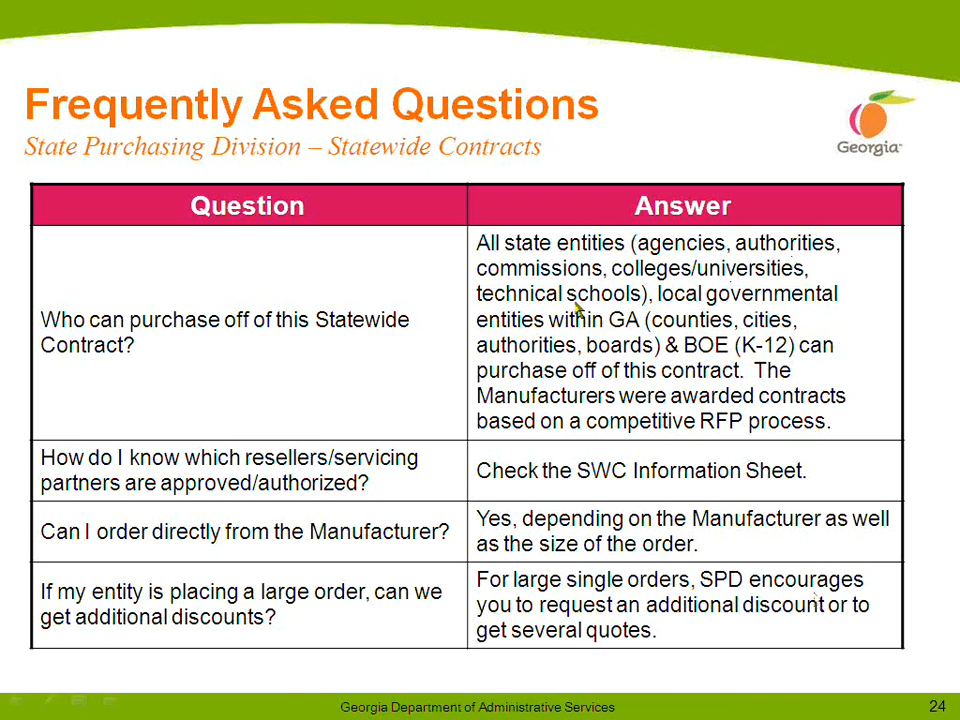 Frequently Asked Questions
State Purchasing Division – Statewide Contracts
Georgia™
Question
Answer
Who can purchase off of this Statewide
Contract?
All state entities (agencies, authorities,
commissions, colleges/universities,
technical schools), local governmental
entities within GA (counties, cities,
authorities, boards) & BOE (K-12) can
purchase off of this contract.  The
Manufacturers were awarded contracts
based on a competitive RFP process.
How do I know which resellers/servicing
partners are approved/authorized?
Check the SWC Information Sheet.
Can I order directly from the Manufacturer?
Yes, depending on the Manufacturer as well
as the size of the order.
If my entity is placing a large order, can we
get additional discounts?
For large single orders, SPD encourages
you to request an additional discount or to
get several quotes.
Georgia Department of Administrative Services
24